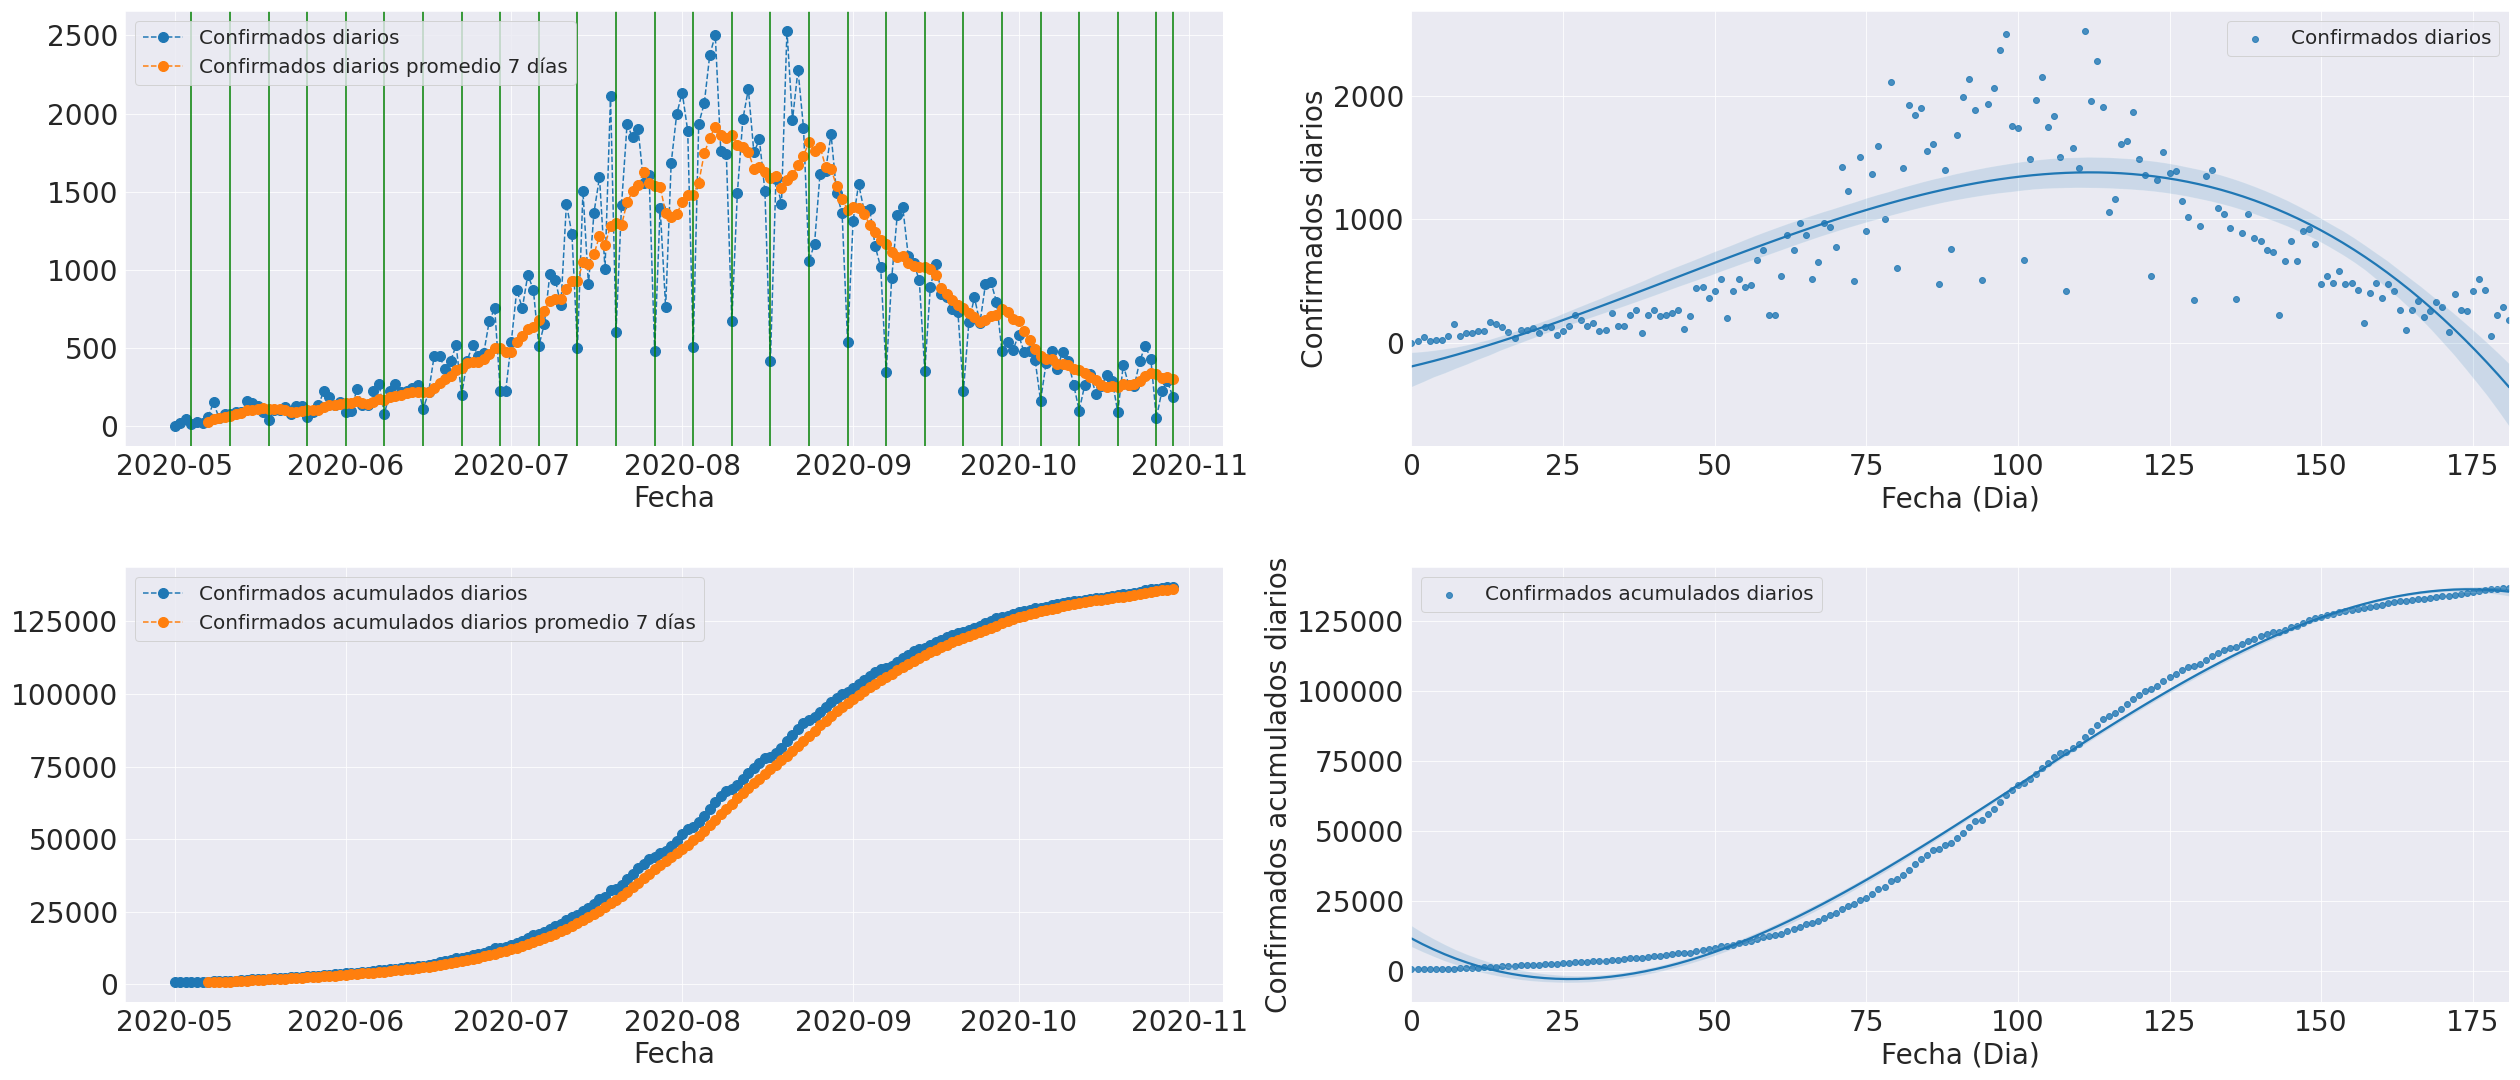 Confirmados diarios
Confirmados diarios promedio 7 días
2500
2000
1500
1000
500
0
2020-05 2020-06 2020-07 2020-08 2020-09 2020-10 2020-11
Fecha
Confirmados diarios
Confirmados diarios
2000
1000
0
0 25 50 75 100 125 150 175
Fecha (Dia)
Confirmados acumulados diarios
Confirmados acumulados diarios promedio 7 días
125000
100000
75000
50000
25000
0
2020-05 2020-06 2020-07 2020-08 2020-09 2020-10 2020-11
Fecha
Confirmados acumulados diarios
Confirmados acumulados diarios
125000
100000
75000
50000
25000
0
0 25 50 75 100 125 150 175
Fecha (Dia)